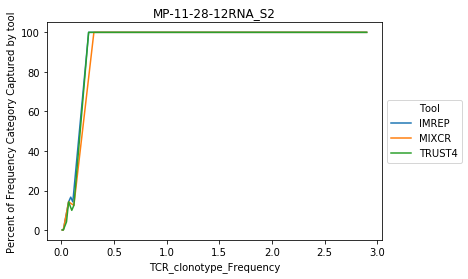 MP-11-28-12RNA_S2
Percent of Frequency Category Captured by tool
100
80
60
40
20
0
0.0 0.5 1.0 1.5 2.0 2.5 3.0
TCR_clonotype_Frequency
Tool
IMREP
MIXCR
TRUST4